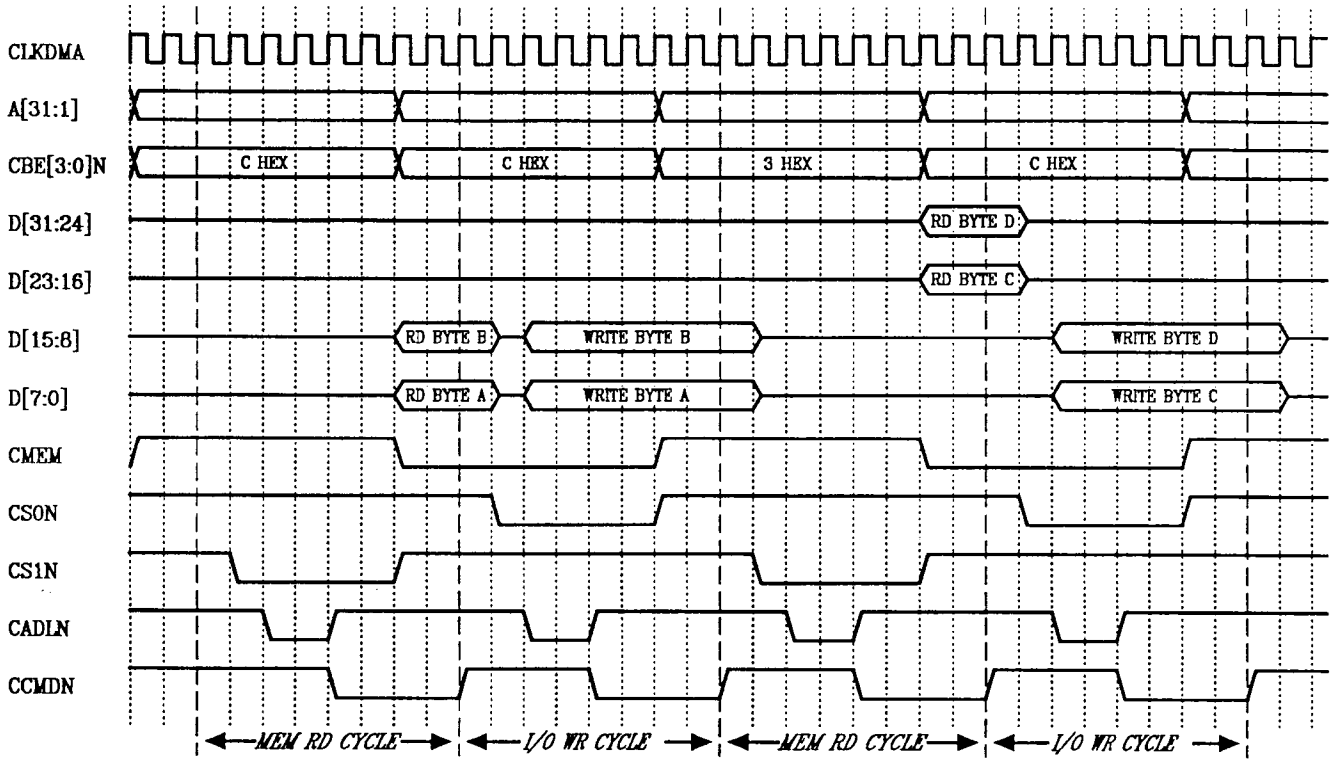 CLKDMA
A[31:1]
CBE[3:0]N C HEX C HEX 3 HEX C HEX
D[31:24] RD BYTE D
D[23:16] RD BYTE C
D[15:8] RD BYTE B WRITE BYTE B WRITE BYTE D
D[7:0] RD BYTE A WRITE BYTE A WRITE BYTE C
CMEM
CS0N
CS1N
CADLN
CCMDN
MEM RD CYCLE I/O WR CYCLE MEM RD CYCLE I/O WR CYCLE